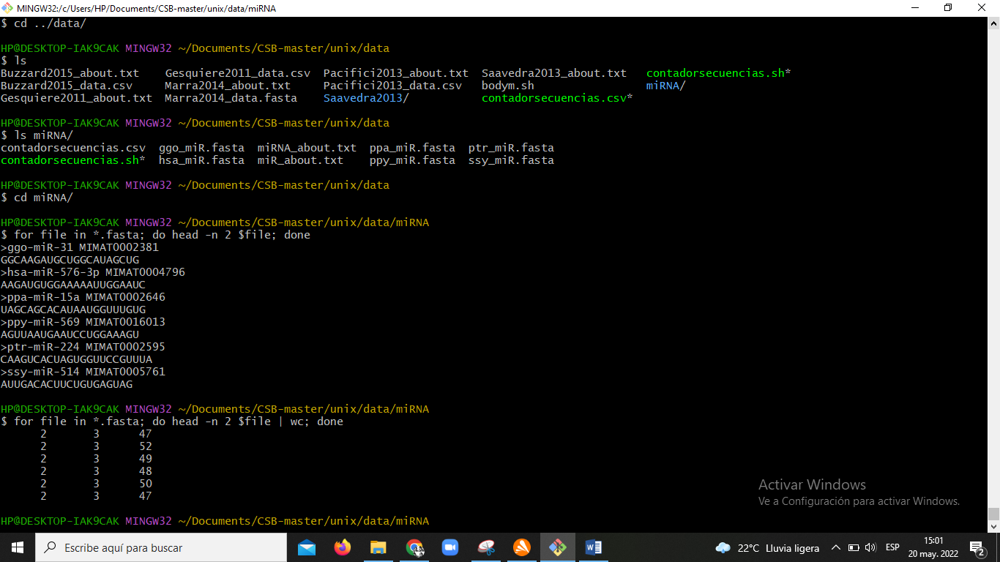 MINGW32:/c/Users/HP/Documents/CSB-master/unix/data/miRNA
$ cd ../data/
HP@DESKTOP-IAK9CAK MINGW32 ~/Documents/CSB-master/unix/data
$ ls
Buzzard2015_about.txt    Gesquiere2011_data.csv  Pacifici2013_about.txt  Saavedra2013_about.txt   contadorsecuencias.sh*
Buzzard2015_data.csv     Marra2014_about.txt     Pacifici2013_data.csv   bodym.sh                 miRNA/
Gesquiere2011_about.txt  Marra2014_data.fasta    Saavedra2013/           contadorsecuencias.csv*
HP@DESKTOP-IAK9CAK MINGW32 ~/Documents/CSB-master/unix/data
$ ls miRNA/
contadorsecuencias.csv  ggo_miR.fasta  miRNA_about.txt  ppa_miR.fasta  ptr_miR.fasta
contadorsecuencias.sh*  hsa_miR.fasta  miR_about.txt    ppy_miR.fasta  ssy_miR.fasta
HP@DESKTOP-IAK9CAK MINGW32 ~/Documents/CSB-master/unix/data
$ cd miRNA/
HP@DESKTOP-IAK9CAK MINGW32 ~/Documents/CSB-master/unix/data/miRNA
$ for file in *.fasta; do head -n 2 $file; done
>ggo-miR-31 MIMAT0002381
GGCAAGAUGCUGGCAUAGCUG
>hsa-miR-576-3p MIMAT0004796
AAGAUGUGGAAAAAUUGGAAUC
>ppa-miR-15a MIMAT0002646
UAGCAGCACAUAAUGGUUUGUG
>ppy-miR-569 MIMAT0016013
AGUUAAUGAAUCCUGGAAAGU
>ptr-miR-224 MIMAT0002595
CAAGUCACUAGUGGUUCCGUUUA
>ssy-miR-514 MIMAT0005761
AUUGACACUUCUGUGAGUAG
HP@DESKTOP-IAK9CAK MINGW32 ~/Documents/CSB-master/unix/data/miRNA
$ for file in *.fasta; do head -n 2 $file | wc; done
2       3      47
2       3      52
2       3      49
2       3      48
2       3      50
2       3      47
HP@DESKTOP-IAK9CAK MINGW32 ~/Documents/CSB-master/unix/data/miRNA
Activar Windows
Ve a Configuración para activar Windows.
Escribe aquí para buscar
22°C Lluvia ligera
ESP
15:01
20 may. 2022
2